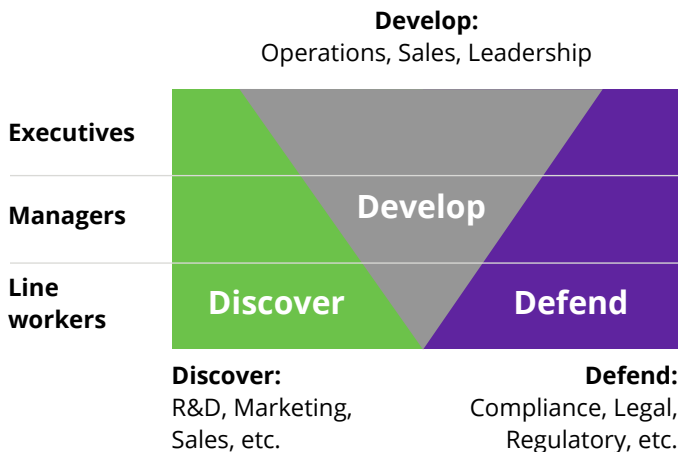 Develop:
Operations, Sales, Leadership
Executives
Managers
Develop
Line
workers
Discover
Defend
Discover:
R&D, Marketing,
Sales, etc.
Defend:
Compliance, Legal,
Regulatory, etc.